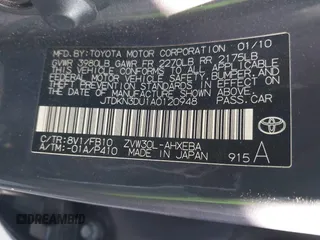 MFD. BY: TOYOTA MOTOR CORPORATION 01/10
GVWR 3980LB GAWR FR 2270LB RR 2175LB
THIS VEHICLE CONFORMS TO ALL APPLICABLE
FEDERAL MOTOR VEHICLE SAFETY, BUMPER, AND
THEFT PREVENTION STANDARDS IN EFFECT ON THE DATE OF
MANUFACTURE SHOWN ABOVE.
JTDKN3DU1A0120948
PASS. CAR
C/TR:8V1/FB10 ZVW30L-AHXEBA
A/TM:-01A/P410 MADE IN JAPAN 915 A
TOYOTA
DREAMBID